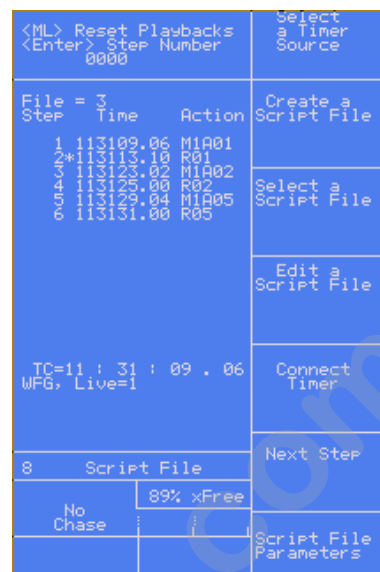 <ML> Reset Playbacks
<Enter> Step Number
0000
File = 3
Step Time Action
1 113109.06 M1A01
2*113113.10 R01
3 113123.02 M1A02
4 113125.00 R02
5 113129.04 M1A05
6 113131.00 R05
TC=11 : 31 : 09 . 06
WFG, Live=1
8 Script File
89% xFree
No
Chase
Select
a Timer
Source
Create a
Script File
Select a
Script File
Edit a
Script File
Connect
Timer
Next Step
Script File
Parameters
com